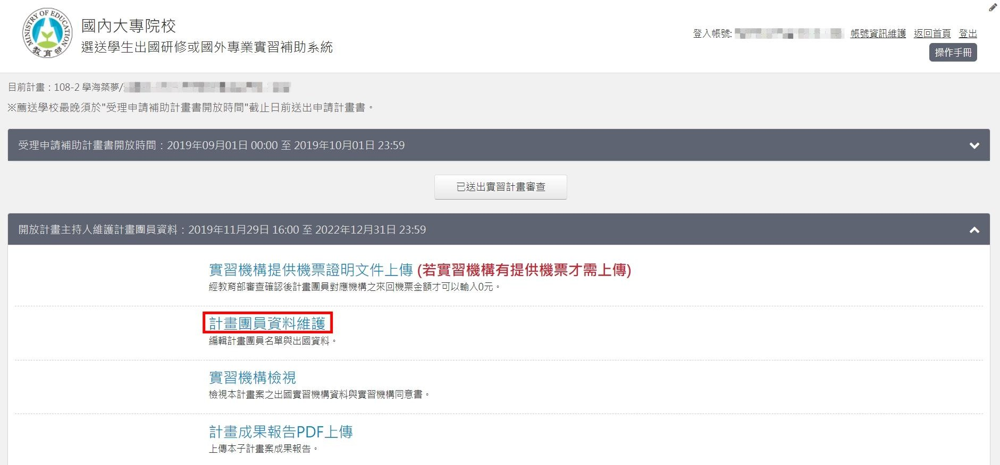 MINISTRY OF EDUCATION
教育部
國內大專院校
選送學生出國研修或國外專業實習補助系統
登入帳號: 帳號資訊維護 返回首頁 登出
操作手冊
目前計畫：108-2 學海築夢/
※薦送學校最晚須於"受理申請補助計畫書開放時間"截止日前送出申請計畫書。
受理申請補助計畫書開放時間：2019年09月01日 00:00 至 2019年10月01日 23:59
已送出實習計畫審查
開放計畫主持人維護計畫團員資料：2019年11月29日 16:00 至 2022年12月31日 23:59
實習機構提供機票證明文件上傳 (若實習機構有提供機票才需上傳)
經教育部審查確認後計畫團員對應機構之來回機票金額才可以輸入0元。
計畫團員資料維護
編輯計畫團員名單與出國資料。
實習機構檢視
檢視本計畫案之出國實習機構資料與實習機構同意書。
計畫成果報告PDF上傳
上傳本子計畫案成果報告。